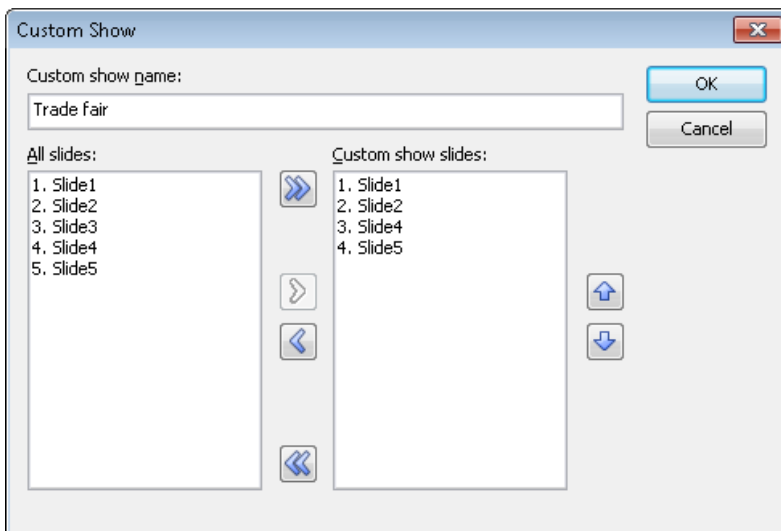 Custom Show
Custom show name:
OK
Trade fair
Cancel
All slides:
Custom show slides:
1. Slide1
2. Slide2
3. Slide3
4. Slide4
5. Slide5
1. Slide1
2. Slide2
3. Slide4
4. Slide5